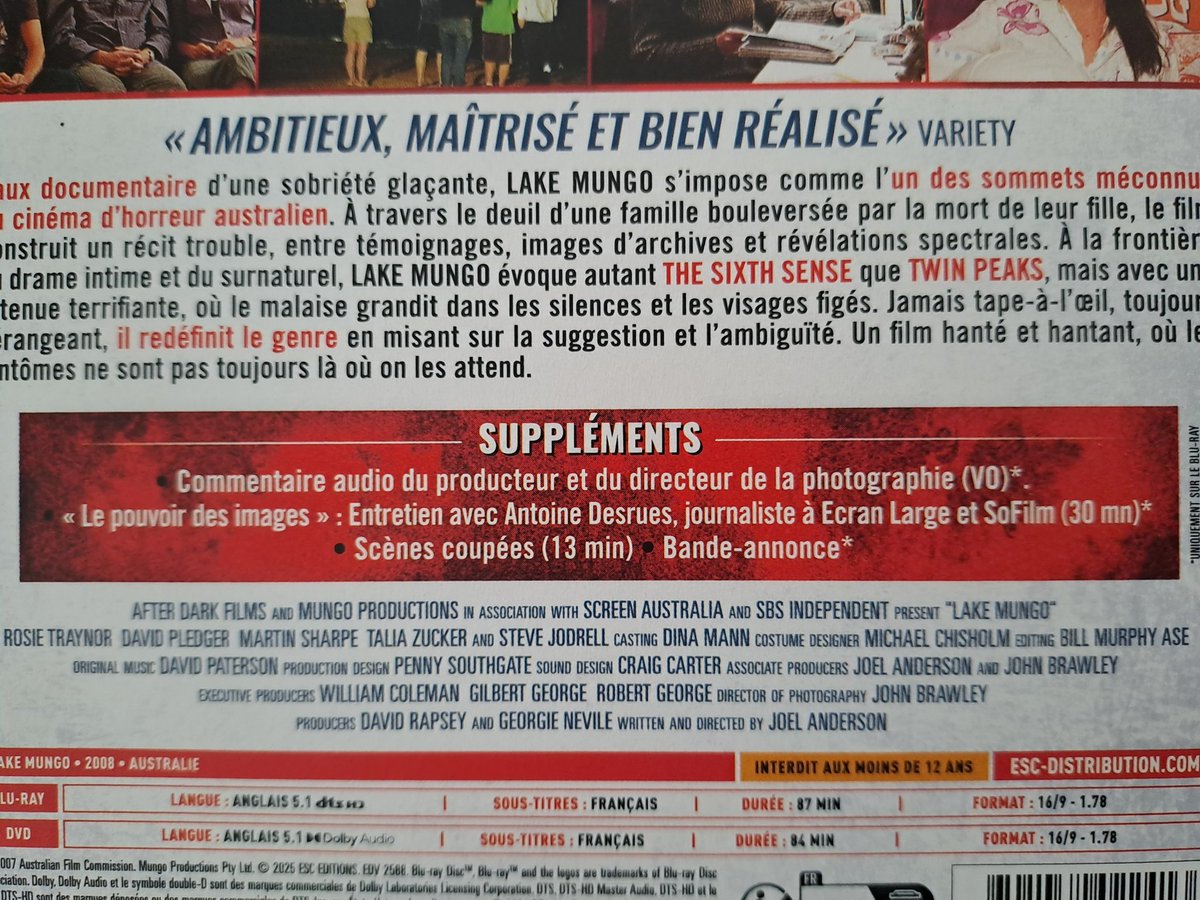 « AMBITIEUX, MAÎTRISÉ ET BIEN RÉALISÉ » VARIETY
aux documentaire d'une sobriété glaçante, LAKE MUNGO s'impose comme l'un des sommets méconnu
u cinéma d'horreur australien. À travers le deuil d'une famille bouleversée par la mort de leur fille, le film
onstruit un récit trouble, entre témoignages, images d'archives et révélations spectrales. À la frontièr
u drame intime et du surnaturel, LAKE MUNGO évoque autant THE SIXTH SENSE que TWIN PEAKS, mais avec un
tenue terrifiante, où le malaise grandit dans les silences et les visages figés. Jamais tape-à-l'œil, toujour
érangeant, il redéfinit le genre en misant sur la suggestion et l'ambiguïté. Un film hanté et hantant, où le
ntômes ne sont pas toujours là où on les attend.
SUPPLÉMENTS
• Commentaire audio du producteur et du directeur de la photographie (VO)*.
• « Le pouvoir des images » : Entretien avec Antoine Desrues, journaliste à Ecran Large et SoFilm (30 mn)*
• Scènes coupées (13 min) • Bande-annonce*
*UNIQUEMENT SUR LE BLU-RAY
AFTER DARK FILMS AND MUNGO PRODUCTIONS IN ASSOCIATION WITH SCREEN AUSTRALIA AND SBS INDEPENDENT PRESENT "LAKE MUNGO"
ROSIE TRAYNOR DAVID PLEDGER MARTIN SHARPE TALIA ZUCKER AND STEVE JODRELL CASTING DINA MANN COSTUME DESIGNER MICHAEL CHISHOLM EDITING BILL MURPHY ASE
ORIGINAL MUSIC DAVID PATERSON PRODUCTION DESIGN PENNY SOUTHGATE SOUND DESIGN CRAIG CARTER ASSOCIATE PRODUCERS JOEL ANDERSON AND JOHN BRAWLEY
EXECUTIVE PRODUCERS WILLIAM COLEMAN GILBERT GEORGE ROBERT GEORGE DIRECTOR OF PHOTOGRAPHY JOHN BRAWLEY
PRODUCERS DAVID RAPSEY AND GEORGIE NEVILE WRITTEN AND DIRECTED BY JOEL ANDERSON
AKE MUNGO • 2008 • AUSTRALIE INTERDIT AUX MOINS DE 12 ANS ESC-DISTRIBUTION.COM
LU-RAY LANGUE : ANGLAIS 5.1 dts HD | SOUS-TITRES : FRANÇAIS | DURÉE : 87 MIN | FORMAT : 16/9 - 1.78
DVD LANGUE : ANGLAIS 5.1 Dolby Audio | SOUS-TITRES : FRANÇAIS | DURÉE : 84 MIN | FORMAT : 16/9 - 1.78
007 Australian Film Commission. Mungo Productions Pty Ltd. © 2025 ESC EDITIONS. EDV 2588. Blu-ray Disc™, Blu-ray™ and the logos are trademarks of Blu-ray Disc
ciation. Dolby, Dolby Audio et le symbole double-D sont des marques commerciales de Dolby Laboratories Licensing Corporation. DTS, DTS-HD Master Audio, DTS-HD et le
FR